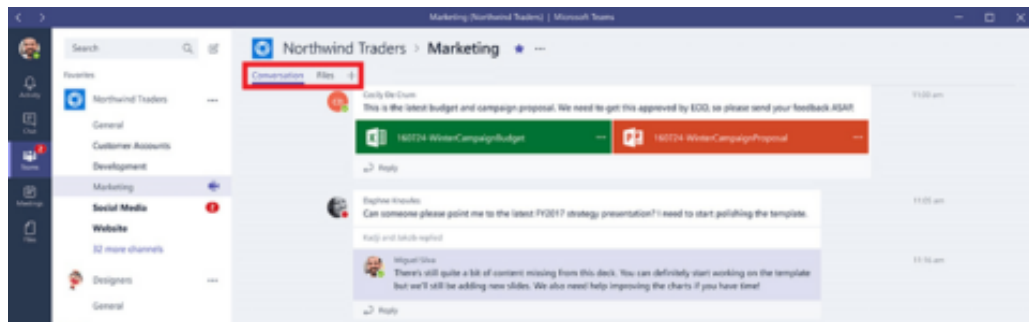 Marketing (Northwind Traders) | Microsoft Teams
Search
Northwind Traders > Marketing
Favorites
Conversation Files +
Activity
Northwind Traders
Cecily De Crum
11:00 am
This is the latest budget and campaign proposal. We need to get this approved by EOD, so please send your feedback ASAP.
General
Chat
Customer Accounts
160724-WinterCampaignBudget
160724-WinterCampaignProposal
2
Teams
Development
Reply
Marketing
Meetings
Social Media
2
Daphne Knowles
11:05 am
Can someone please point me to the latest FY2017 strategy presentation? I need to start polishing the template.
Website
Files
Kadji and Jakob replied
32 more channels
Miguel Silva
11:16 am
There's still quite a bit of content missing from this deck. You can definitely start working on the template
but we'll still be adding new slides. We also need help improving the charts if you have time!
Designers
General
Reply